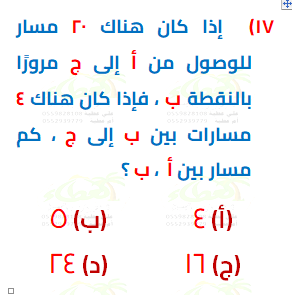 ١٧) إذا كان هناك ٢٠ مسار
للوصول من أ إلى ج مرورًا
بالنقطة ب ، فإذا كان هناك ٤
مسارات بين ب إلى ج ، كم
مسار بين أ ، ب ؟
(أ) ٤ (ب) ٥
(ج) ١٦ (د) ٢٤